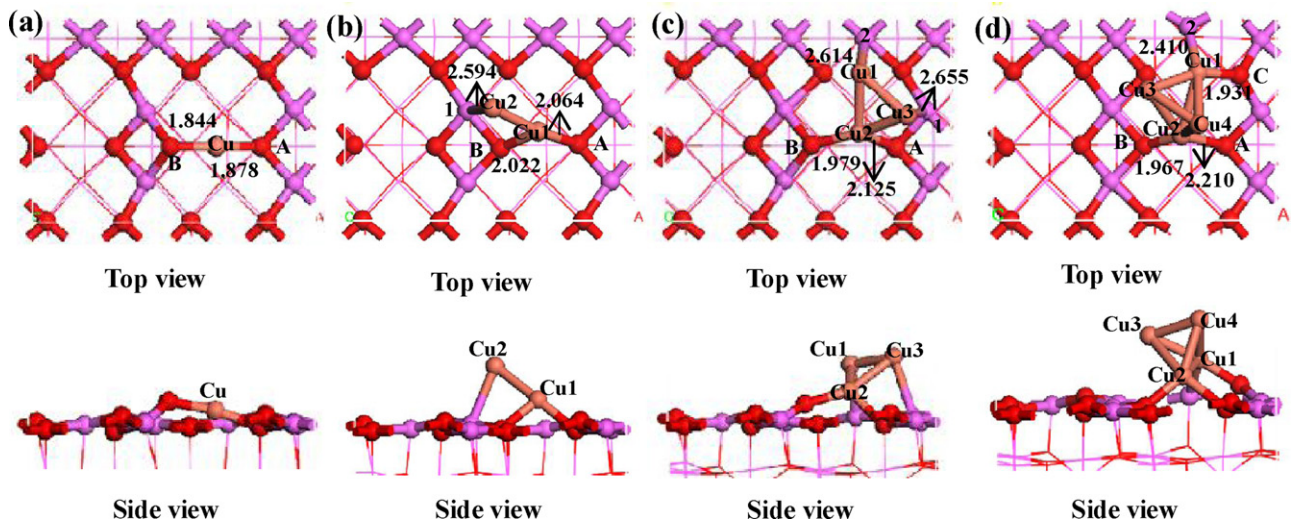 (a)
1.844
B
Cu
A
1.878
A
Top view
(b)
2.594
1
Cu2
2.064
Cu1
B
A
2.022
A
Top view
(c)
2
2.614
Cu1
2.655
Cu3
1
Cu2
B
A
1.979
2.125
A
Top view
(d)
2
2.410
Cu1
C
Cu3
1.931
Cu4
Cu2
B
A
1.967
2.210
A
Top view
Cu
Side view
Cu2
Cu1
Side view
Cu1
Cu3
Cu2
Side view
Cu3
Cu4
Cu1
Cu2
Side view